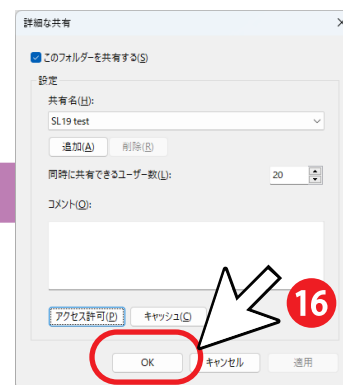 詳細な共有
このフォルダーを共有する(S)
設定
共有名(H):
SL19 test
追加(A) 削除(R)
同時に共有できるユーザー数(L): 20
コメント(O):
アクセス許可(P) キャッシュ(C)
16
OK キャンセル 適用